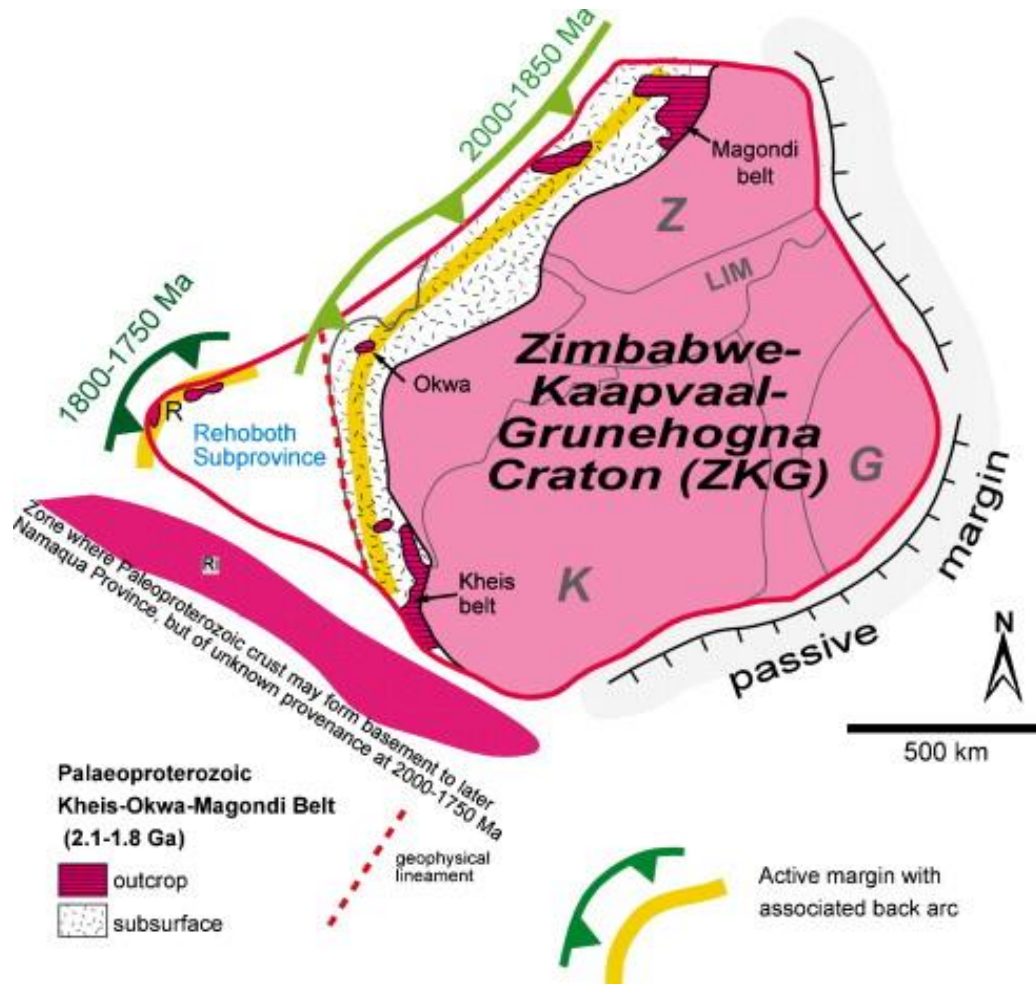 2000-1850 Ma
Magondi
belt
Z
LIM
1800-1750 Ma
Okwa
Zimbabwe-
Kaapvaal-
Grunehogna
Craton (ZKG)
R
Rehoboth
Subprovince
G
margin
Ri
Kheis
belt
K
passive
N
Zone where Paleoproterozoic crust may form basement to later
Namaqua Province, but of unknown provenance at 2000-1750 Ma
500 km
Palaeoproterozoic
Kheis-Okwa-Magondi Belt
(2.1-1.8 Ga)
outcrop
subsurface
geophysical
lineament
Active margin with
associated back arc